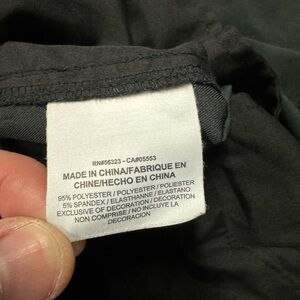 RN#56323 - CA#05553
MADE IN CHINA/FABRIQUE EN
CHINE/HECHO EN CHINA
95% POLYESTER / POLYESTER / POLIESTER
5% SPANDEX / ELASTHANNE / ELASTANO
EXCLUSIVE OF DECORATION / DECORATION
NON COMPRISE / NO INCLUYE LA
DECORACION